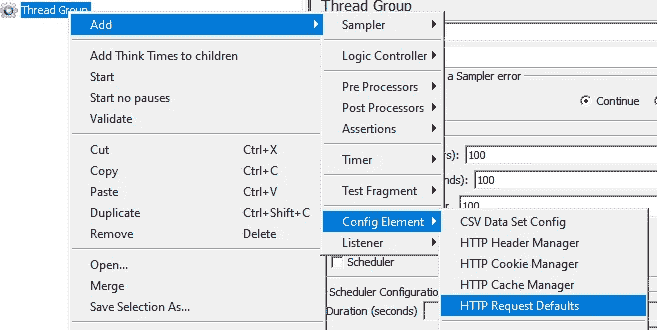 Thread Group
Add
Add Think Times to children
Start
Start no pauses
Validate
Cut Ctrl+X
Copy Ctrl+C
Paste Ctrl+V
Duplicate Ctrl+Shift+C
Remove Delete
Open...
Merge
Save Selection As...
Sampler
Logic Controller
Pre Processors
Post Processors
Assertions
Timer
Test Fragment
Config Element
Listener
CSV Data Set Config
HTTP Header Manager
HTTP Cookie Manager
HTTP Cache Manager
HTTP Request Defaults
Thread Group
a Sampler error
Continue
s): 100
nds): 100
100
Scheduler
Scheduler Configuratio
Duration (seconds)